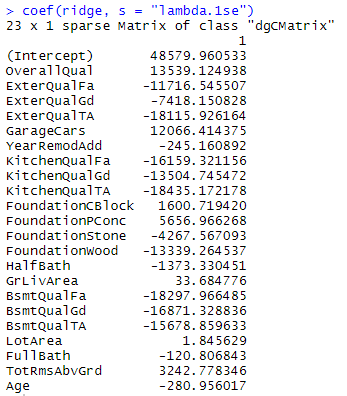 > coef(ridge, s = "lambda.1se")
23 x 1 sparse Matrix of class "dgCMatrix"
1
(Intercept) 48579.960533
OverallQual 13539.124938
ExterQualFa -11716.545507
ExterQualGd -7418.150828
ExterQualTA -18115.926164
GarageCars 12066.414375
YearRemodAdd -245.160892
KitchenQualFa -16159.321156
KitchenQualGd -13504.745472
KitchenQualTA -18435.172178
FoundationCBlock 1600.719420
FoundationPConc 5656.966268
FoundationStone -4267.567093
FoundationWood -13339.264537
HalfBath -1373.330451
GrLivArea 33.684776
BsmtQualFa -18297.966485
BsmtQualGd -16871.328836
BsmtQualTA -15678.859633
LotArea 1.845629
FullBath -120.806843
TotRmsAbvGrd 3242.778346
Age -280.956017